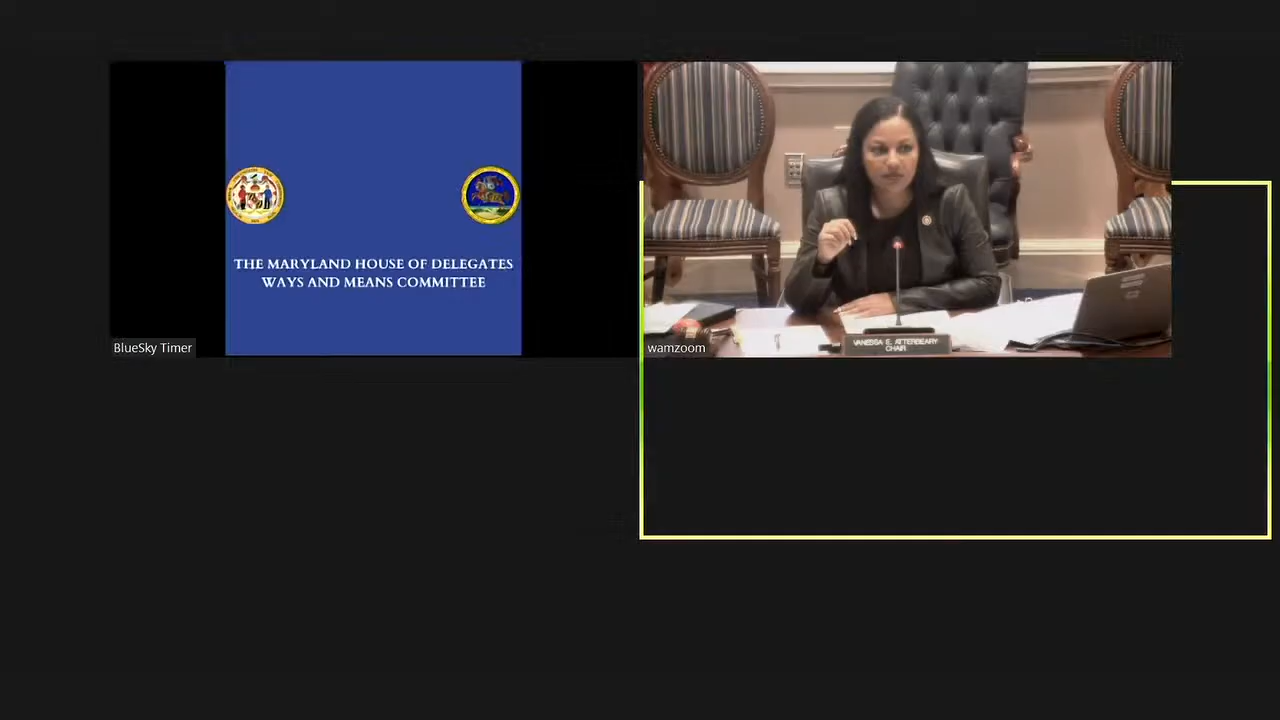 THE MARYLAND HOUSE OF DELEGATES
WAYS AND MEANS COMMITTEE
BlueSky Timer
wamzoom
VANESSA E. ATTERBEARY
CHAIR